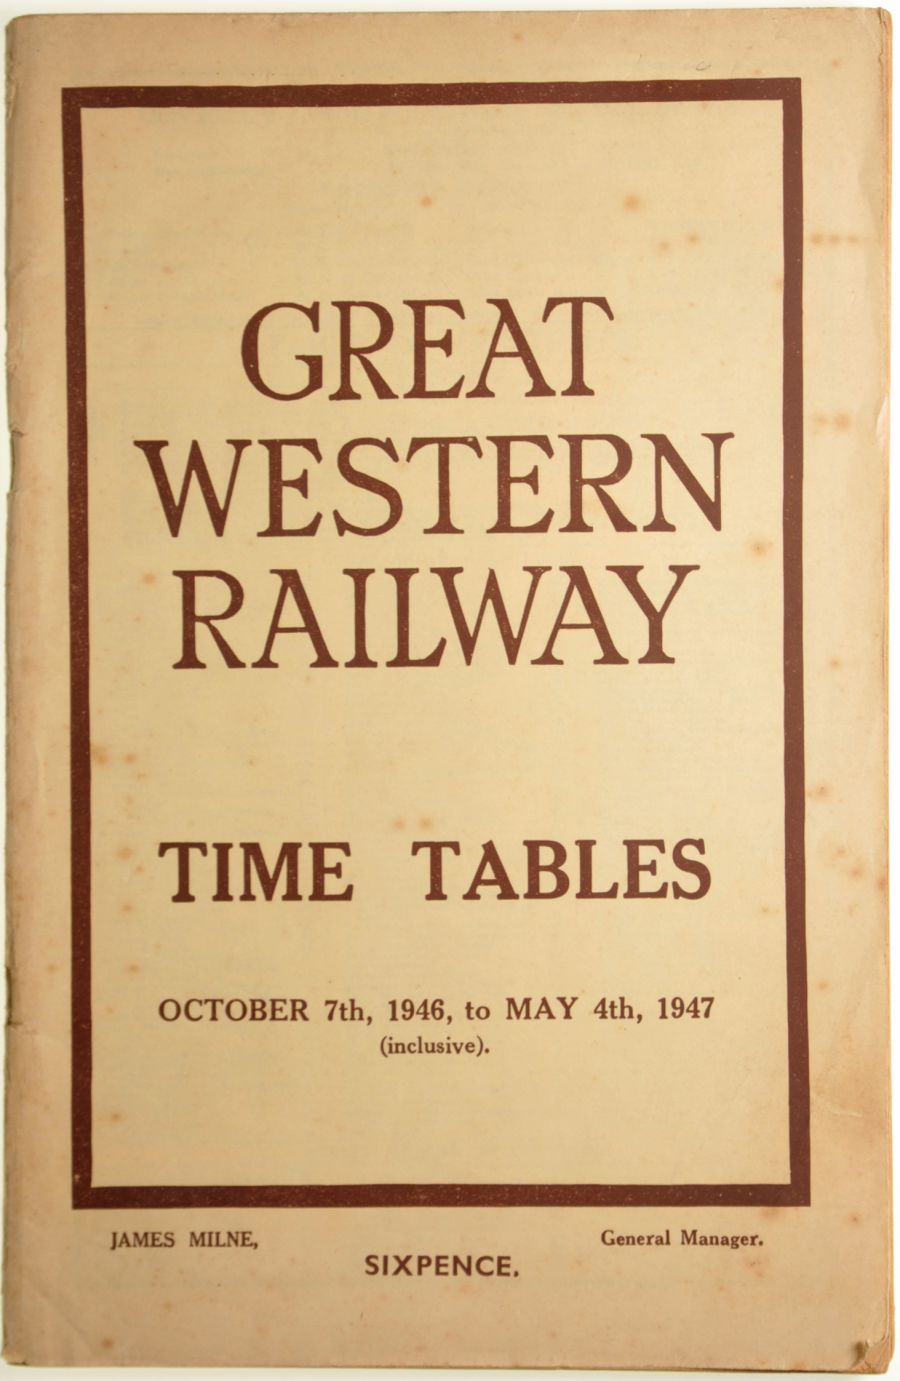 GREAT
WESTERN
RAILWAY
TIME TABLES
OCTOBER 7th, 1946, to MAY 4th, 1947
(inclusive).
JAMES MILNE, General Manager.
SIXPENCE.